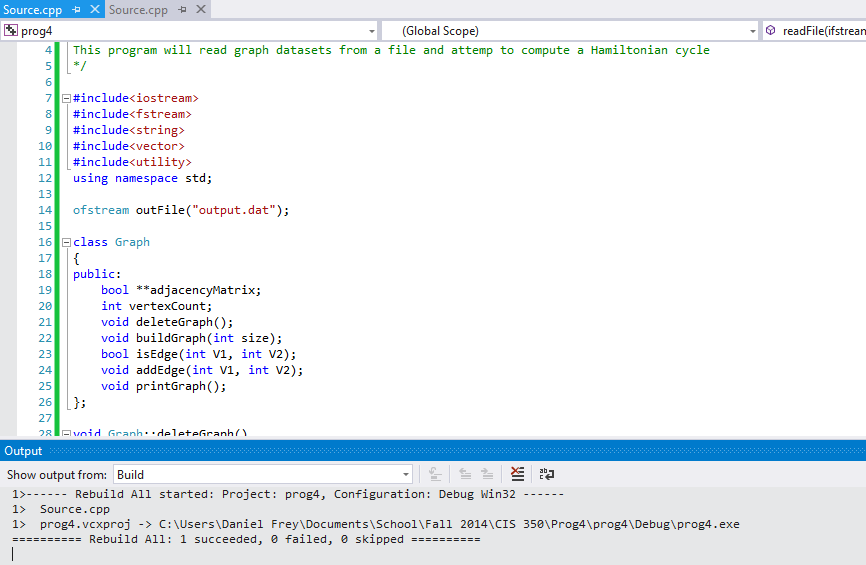 Source.cpp Source.cpp
prog4 (Global Scope) readFile(ifstream
4 This program will read graph datasets from a file and attemp to compute a Hamiltonian cycle
5 */
6
7 #include<iostream>
8 #include<fstream>
9 #include<string>
10 #include<vector>
11 #include<utility>
12 using namespace std;
13
14 ofstream outFile("output.dat");
15
16 class Graph
17 {
18 public:
19 bool **adjacencyMatrix;
20 int vertexCount;
21 void deleteGraph();
22 void buildGraph(int size);
23 bool isEdge(int V1, int V2);
24 void addEdge(int V1, int V2);
25 void printGraph();
26 };
27
28 void Graph::deleteGraph()
Output
Show output from: Build
1>------ Rebuild All started: Project: prog4, Configuration: Debug Win32 ------
1> Source.cpp
1> prog4.vcxproj -> C:\Users\Daniel Frey\Documents\School\Fall 2014\CIS 350\Prog4\prog4\Debug\prog4.exe
========== Rebuild All: 1 succeeded, 0 failed, 0 skipped ==========